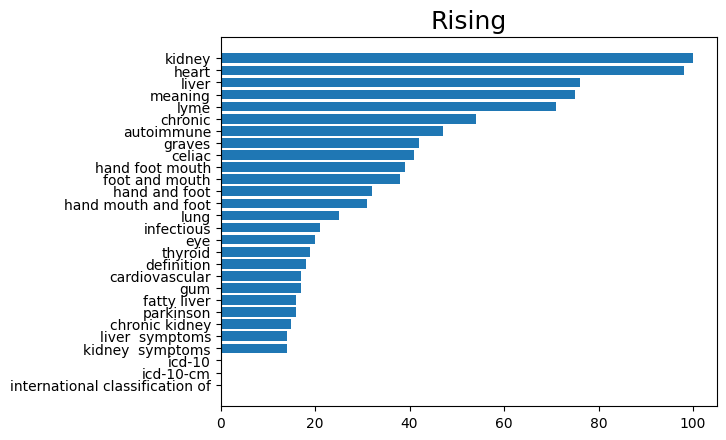 Rising
kidney
heart
liver
meaning
lyme
chronic
autoimmune
graves
celiac
hand foot mouth
foot and mouth
hand and foot
hand mouth and foot
lung
infectious
eye
thyroid
definition
cardiovascular
gum
fatty liver
parkinson
chronic kidney
liver  symptoms
kidney  symptoms
icd-10
icd-10-cm
international classification of
0 20 40 60 80 100